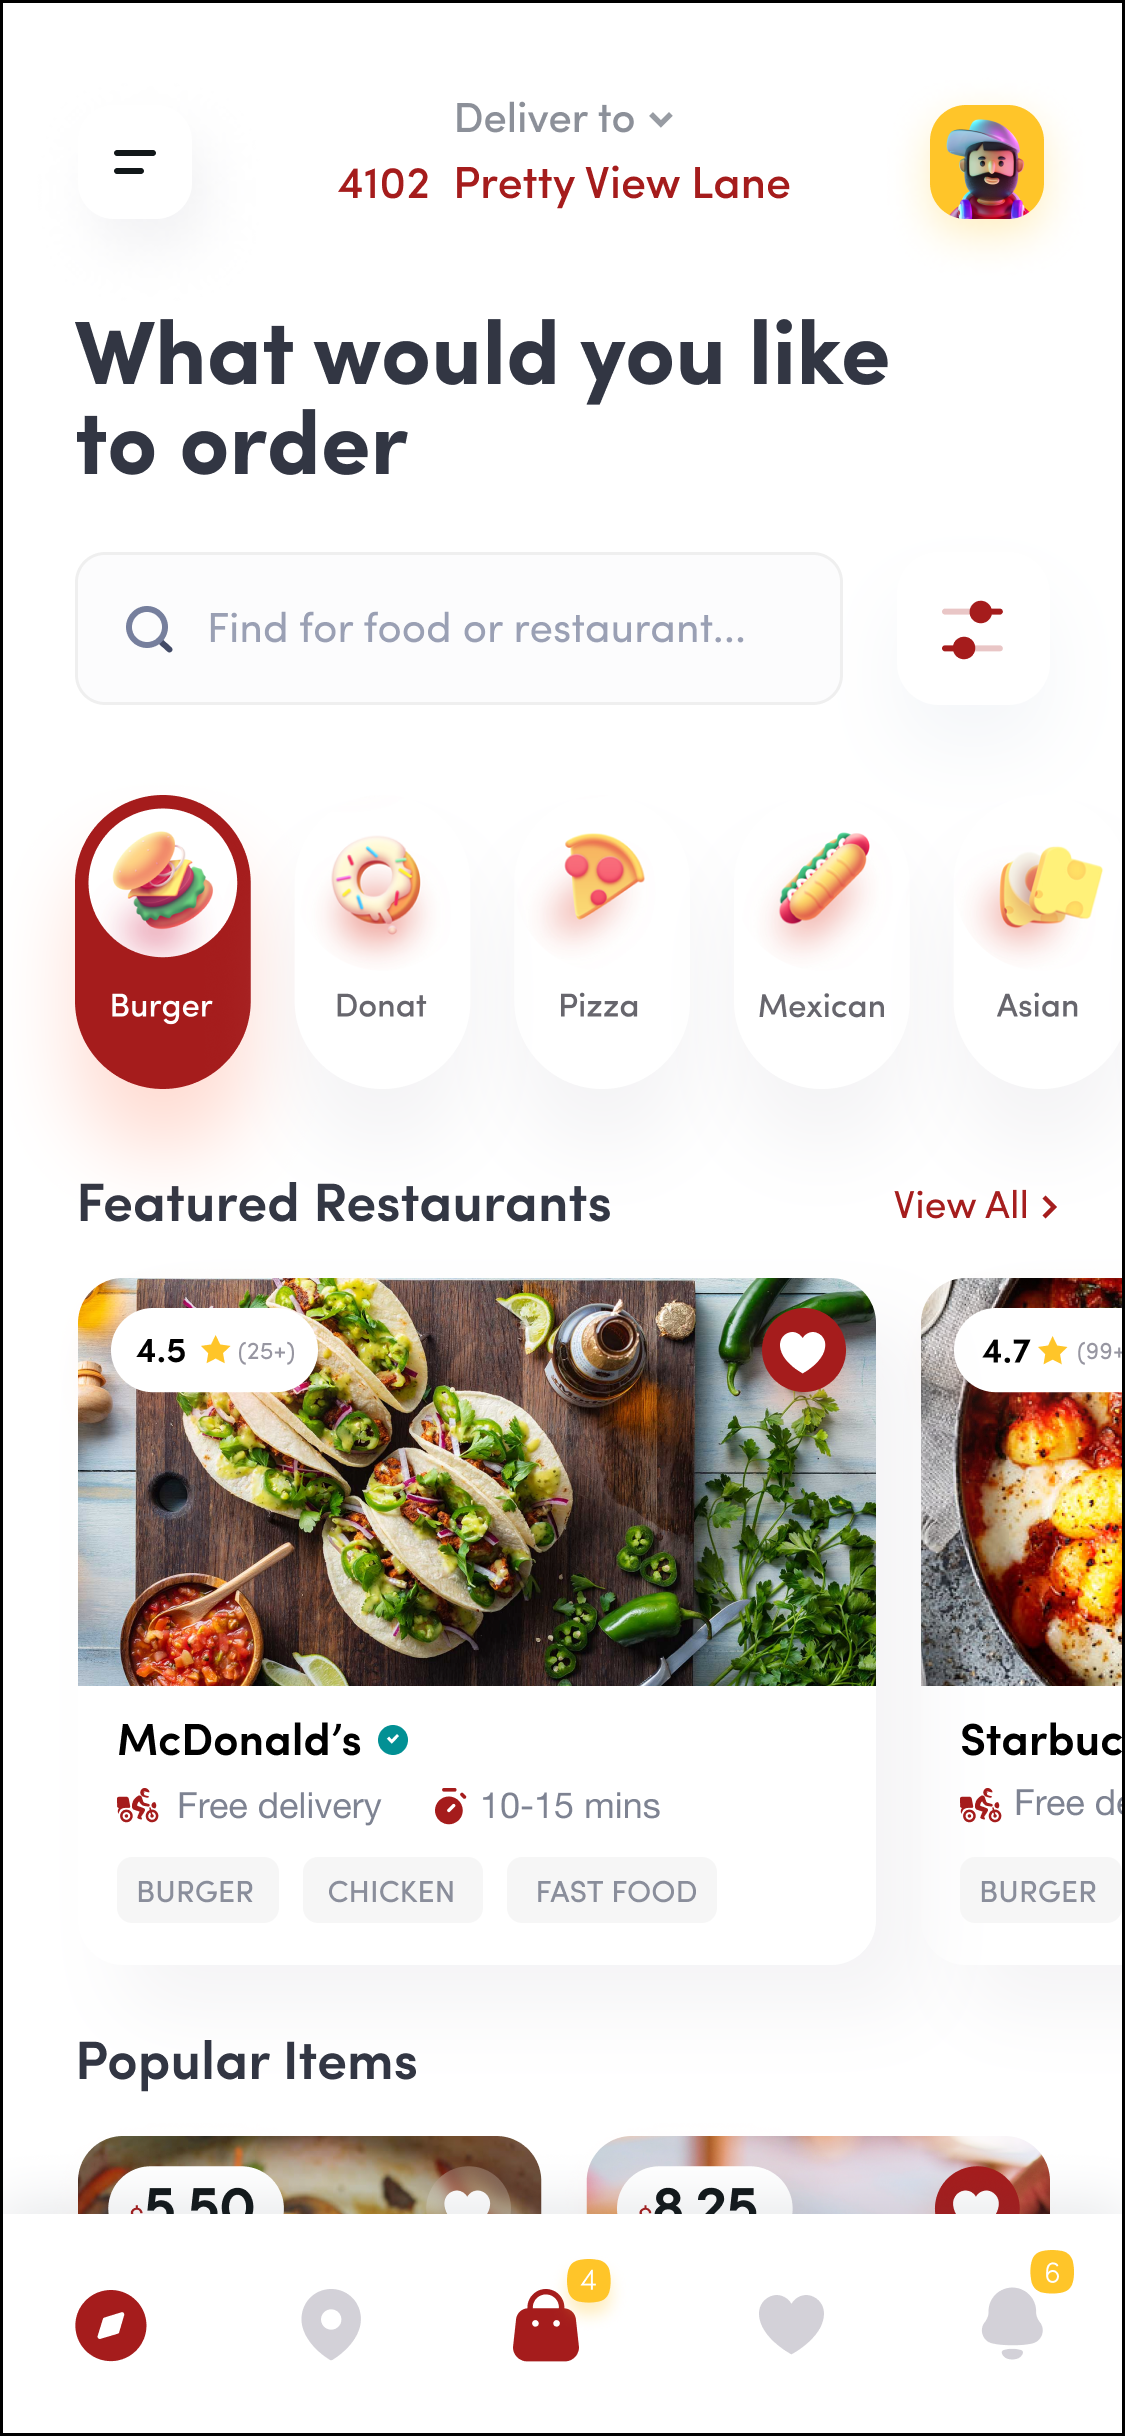 Deliver to
4102 Pretty View Lane
What would you like
to order
Find for food or restaurant...
Burger
Donat
Pizza
Mexican
Asian
Featured Restaurants
View All
4.5 (25+)
4.7 (99+
McDonald’s
Free delivery
10-15 mins
BURGER
CHICKEN
FAST FOOD
Starbuc
Free de
BURGER
Popular Items
$5.50
$8.25
4
6